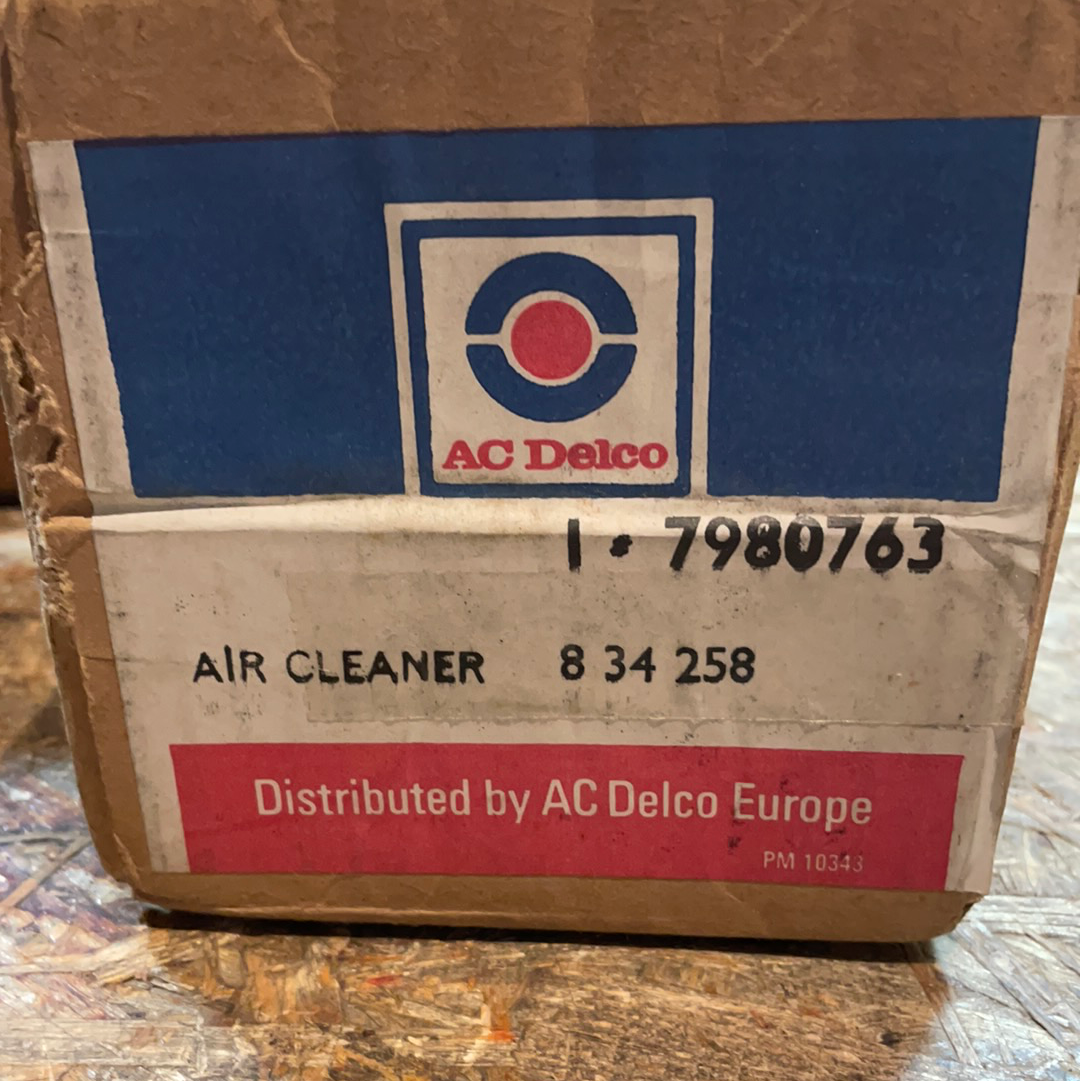 AC Delco
1 • 7980763
AIR CLEANER 8 34 258
Distributed by AC Delco Europe
PM 10343